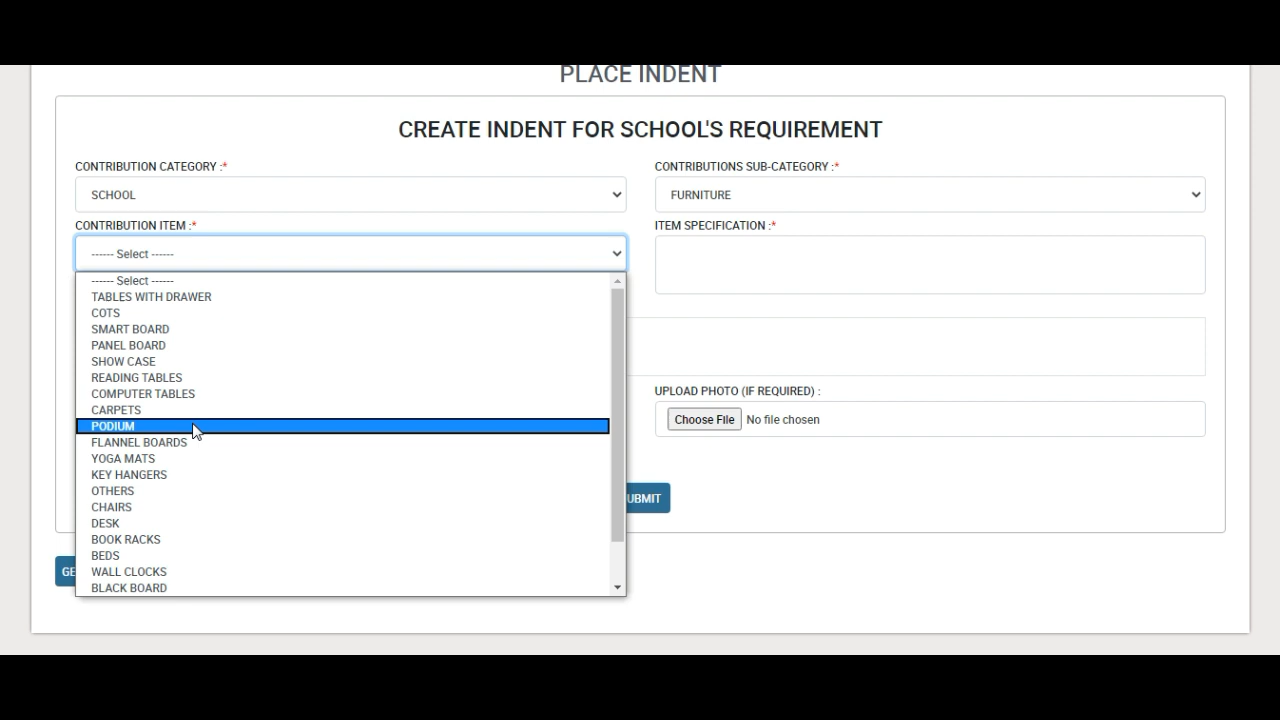 PLACE INDENT
CREATE INDENT FOR SCHOOL'S REQUIREMENT
CONTRIBUTION CATEGORY :*
CONTRIBUTIONS SUB-CATEGORY :*
SCHOOL
FURNITURE
CONTRIBUTION ITEM :*
ITEM SPECIFICATION :*
------ Select ------
------ Select ------
TABLES WITH DRAWER
COTS
SMART BOARD
PANEL BOARD
SHOW CASE
READING TABLES
COMPUTER TABLES
CARPETS
PODIUM
FLANNEL BOARDS
YOGA MATS
KEY HANGERS
OTHERS
CHAIRS
DESK
BOOK RACKS
BEDS
WALL CLOCKS
BLACK BOARD
UPLOAD PHOTO (IF REQUIRED) :
Choose File No file chosen
UBMIT
GE